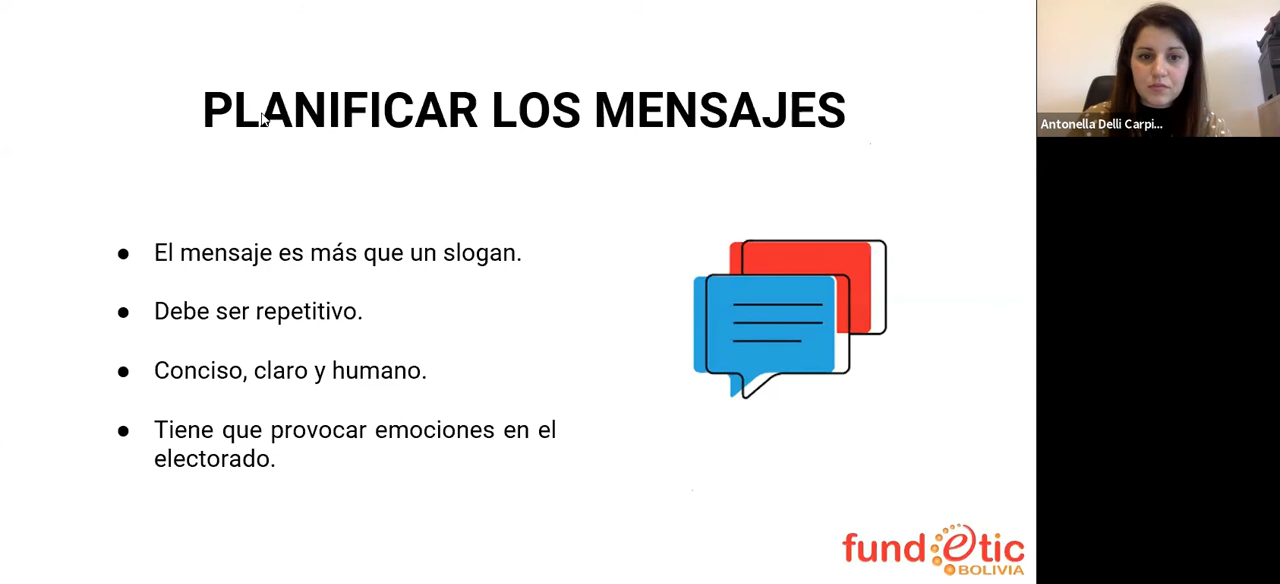 PLANIFICAR LOS MENSAJES
● El mensaje es más que un slogan.
● Debe ser repetitivo.
● Conciso, claro y humano.
● Tiene que provocar emociones en el
electorado.
fundetic
BOLIVIA
Antonella Delli Carpi...